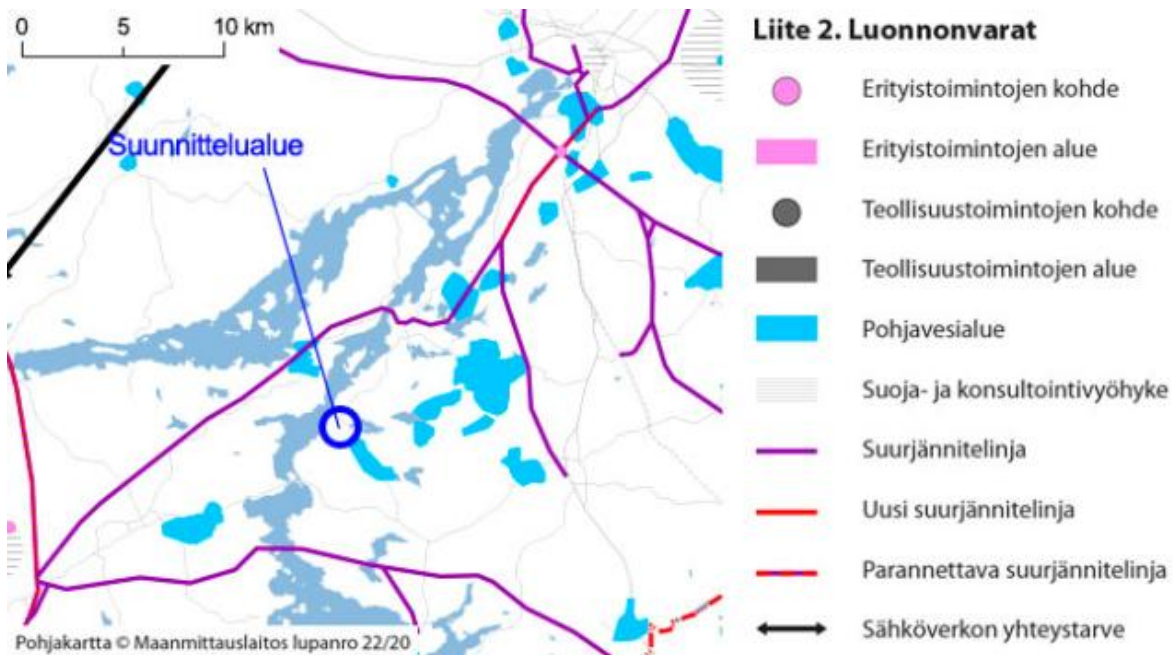 0 5 10 km
Suunnittelualue
Pohjakartta © Maanmittauslaitos lupanro 22/20
Liite 2. Luonnonvarat
Erityistoimintojen kohde
Erityistoimintojen alue
Teollisuustoimintojen kohde
Teollisuustoimintojen alue
Pohjavesialue
Suoja- ja konsultointivyöhyke
Suurjännitelinja
Uusi suurjännitelinja
Parannettava suurjännitelinja
Sähköverkon yhteystarve